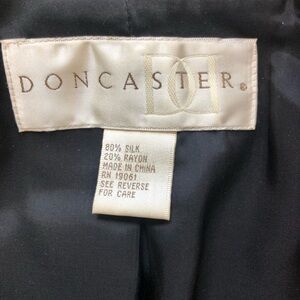 DONCASTER®
80% SILK
20% RAYON
MADE IN CHINA
RN 19061
SEE REVERSE
FOR CARE